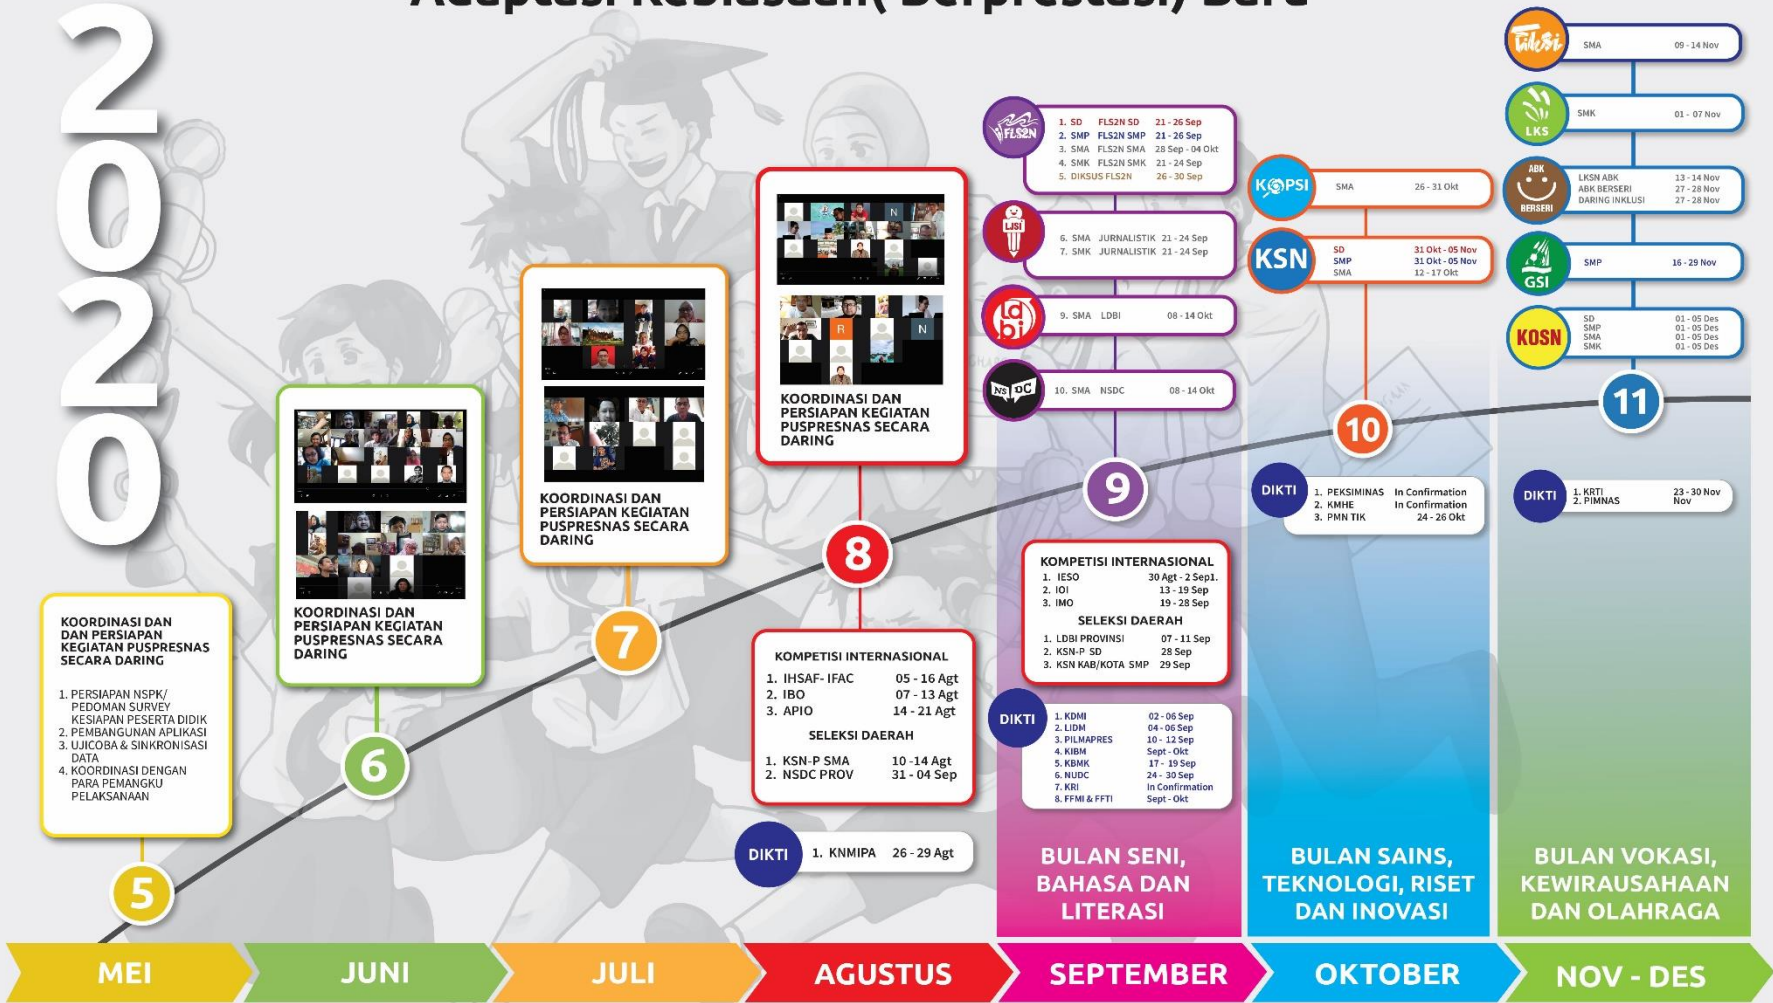 Adaptasi Kebiasaan( Berprestasi) Baru
2020
KOORDINASI DAN
DAN PERSIAPAN
KEGIATAN PUSPRESNAS
SECARA DARING
1. PERSIAPAN NSPK/
PEDOMAN SURVEY
KESIAPAN PESERTA DIDIK
2. PEMBANGUNAN APLIKASI
3. UJICOBA & SINKRONISASI
DATA
4. KOORDINASI DENGAN
PARA PEMANGKU
PELAKSANAAN
5
KOORDINASI DAN
PERSIAPAN KEGIATAN
PUSPRESNAS SECARA
DARING
6
KOORDINASI DAN
PERSIAPAN KEGIATAN
PUSPRESNAS SECARA
DARING
7
N
R
N
KOORDINASI DAN
PERSIAPAN KEGIATAN
PUSPRESNAS SECARA
DARING
8
KOMPETISI INTERNASIONAL
1. IHSAF- IFAC 05 - 16 Agt
2. IBO 07 - 13 Agt
3. APIO 14 - 21 Agt
SELEKSI DAERAH
1. KSN-P SMA 10 -14 Agt
2. NSDC PROV 31 - 04 Sep
DIKTI
1. KNMIPA 26 - 29 Agt
FLS2N
1. SD FLS2N SD 21 - 26 Sep
2. SMP FLS2N SMP 21 - 26 Sep
3. SMA FLS2N SMA 28 Sep - 04 Okt
4. SMK FLS2N SMK 21 - 24 Sep
5. DIKSUS FLS2N 26 - 30 Sep
LJSI
6. SMA JURNALISTIK 21 - 24 Sep
7. SMK JURNALISTIK 21 - 24 Sep
ldbi
9. SMA LDBI 08 - 14 Okt
NSDC
10. SMA NSDC 08 - 14 Okt
9
KOMPETISI INTERNASIONAL
1. IESO 30 Agt - 2 Sep1.
2. IOI 13 - 19 Sep
3. IMO 19 - 28 Sep
SELEKSI DAERAH
1. LDBI PROVINSI 07 - 11 Sep
2. KSN-P SD 28 Sep
3. KSN KAB/KOTA SMP 29 Sep
DIKTI
1. KDMI 02 - 06 Sep
2. LIDM 04 - 06 Sep
3. PILMAPRES 10 - 12 Sep
4. KIBM Sept - Okt
5. KBMK 17 - 19 Sep
6. NUDC 24 - 30 Sep
7. KRI In Confirmation
8. FFMI & FFTI Sept - Okt
BULAN SENI,
BAHASA DAN
LITERASI
KOPSI
SMA 26 - 31 Okt
KSN
SD 31 Okt - 05 Nov
SMP 31 Okt - 05 Nov
SMA 12 - 17 Okt
10
DIKTI
1. PEKSIMINAS In Confirmation
2. KMHE In Confirmation
3. PMN TIK 24 - 26 Okt
BULAN SAINS,
TEKNOLOGI, RISET
DAN INOVASI
Fiksi
SMA 09 - 14 Nov
LKS
SMK 01 - 07 Nov
ABK
BERSERI
LKSN ABK 13 - 14 Nov
ABK BERSERI 27 - 28 Nov
DARING INKLUSI 27 - 28 Nov
GSI
SMP 16 - 29 Nov
KOSN
SD 01 - 05 Des
SMP 01 - 05 Des
SMA 01 - 05 Des
SMK 01 - 05 Des
11
DIKTI
1. KRTI 23 - 30 Nov
2. PIMNAS Nov
BULAN VOKASI,
KEWIRAUSAHAAN
DAN OLAHRAGA
MEI
JUNI
JULI
AGUSTUS
SEPTEMBER
OKTOBER
NOV - DES